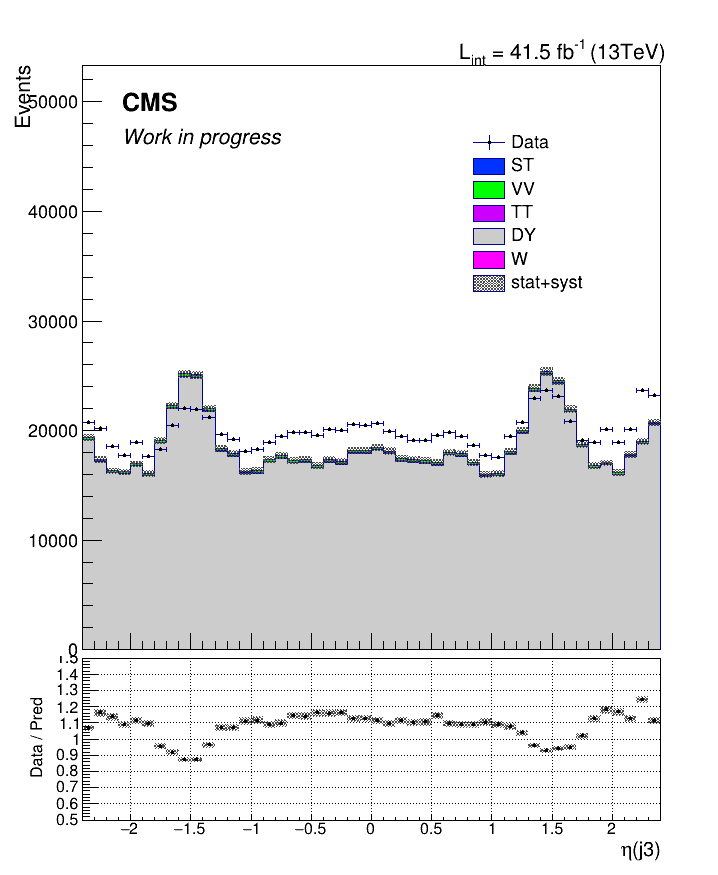 L_int = 41.5 fb^-1 (13TeV)
Events
50000
CMS
Work in progress
Data
ST
VV
TT
DY
W
stat+syst
40000
30000
20000
10000
0
1.5
1.4
1.3
1.2
1.1
1
0.9
0.8
0.7
0.6
0.5
Data / Pred
−2 −1.5 −1 −0.5 0 0.5 1 1.5 2
η(j3)